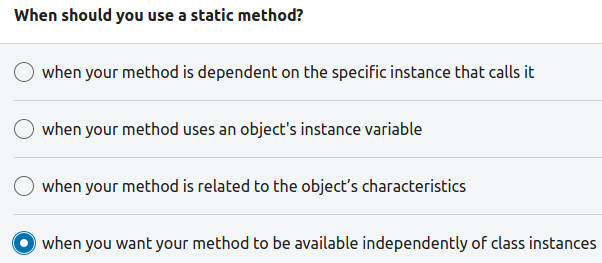 When should you use a static method?
when your method is dependent on the specific instance that calls it
when your method uses an object's instance variable
when your method is related to the object’s characteristics
when you want your method to be available independently of class instances